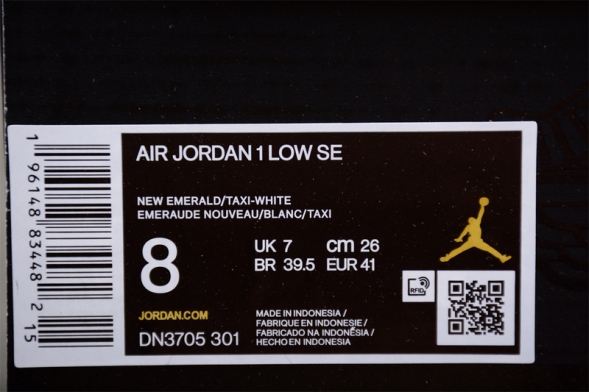 1 96148 83448 2 15
AIR JORDAN 1 LOW SE
NEW EMERALD/TAXI-WHITE
EMERAUDE NOUVEAU/BLANC/TAXI
8
UK 7 cm 26
BR 39.5 EUR 41
RFID
JORDAN.COM
DN3705 301
MADE IN INDONESIA /
FABRIQUE EN INDONESIE /
FABRICADO NA INDONÉSIA /
HECHO EN INDONESIA